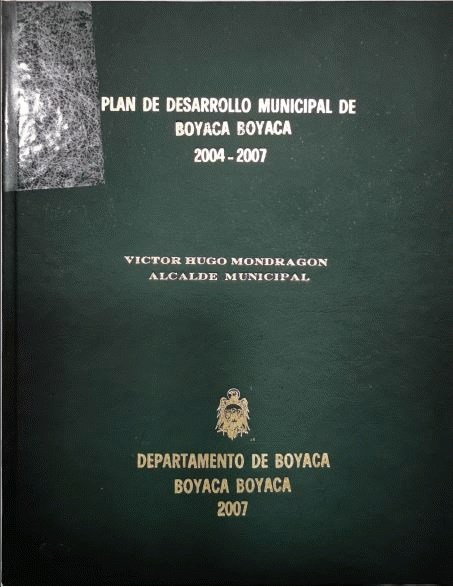 PLAN DE DESARROLLO MUNICIPAL DE
BOYACA BOYACA
2004-2007
VICTOR HUGO MONDRAGON
ALCALDE MUNICIPAL
DEPARTAMENTO DE BOYACA
BOYACA BOYACA
2007